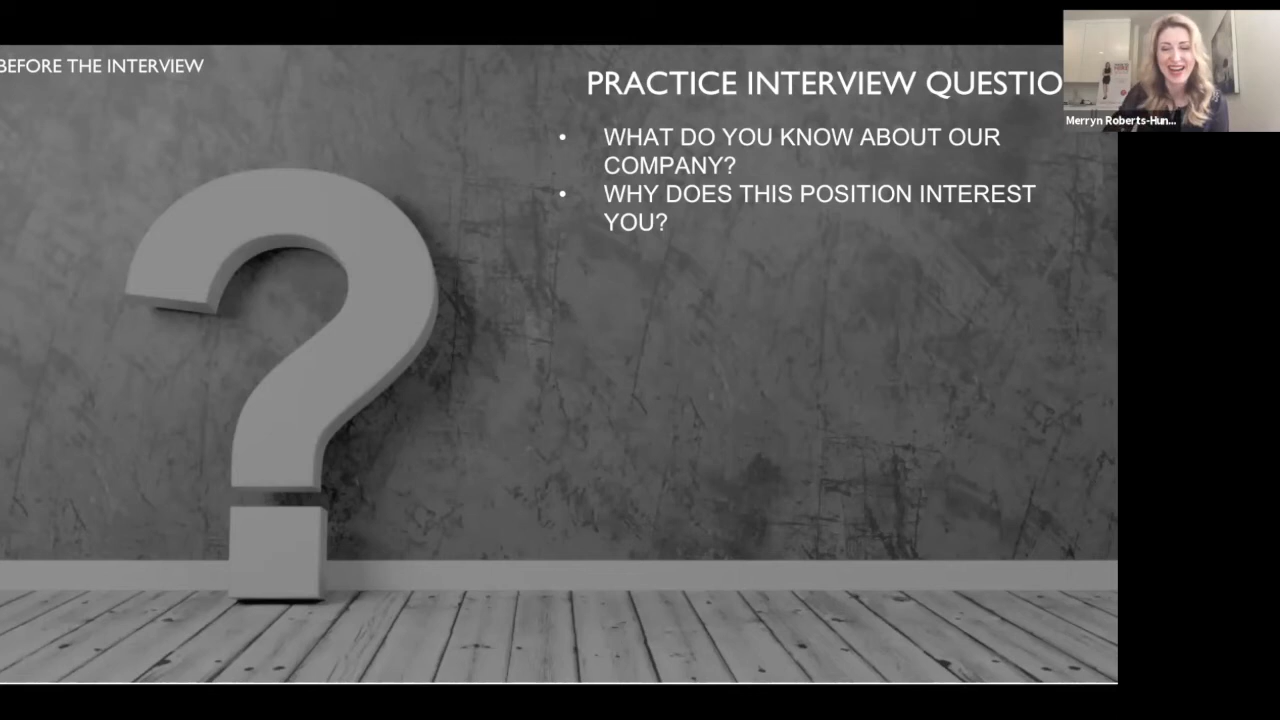 BEFORE THE INTERVIEW
PRACTICE INTERVIEW QUESTIO
• WHAT DO YOU KNOW ABOUT OUR
COMPANY?
• WHY DOES THIS POSITION INTEREST
YOU?
Merryn Roberts-Hun...